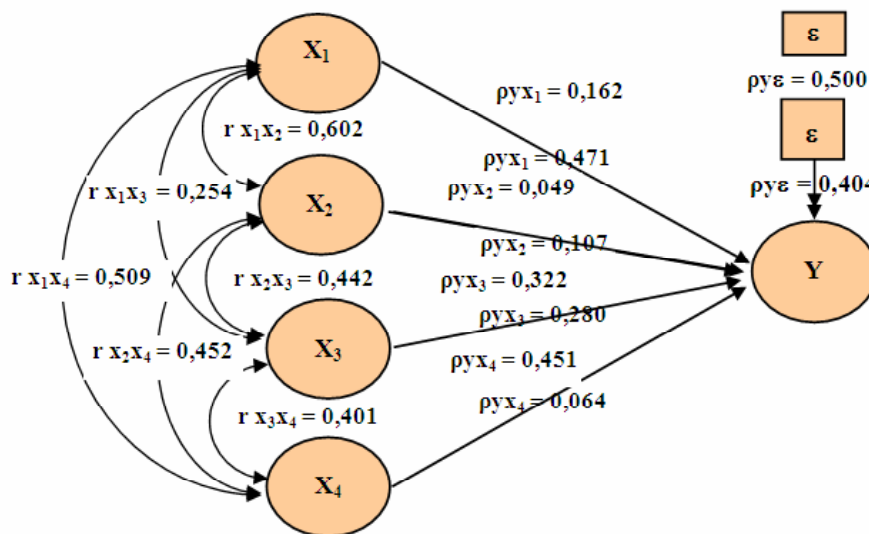 X₁
ε
ρyε = 0,500
ρyx₁ = 0,162
r x₁x₂ = 0,602
ε
ρyx₁ = 0,471
r x₁x₃ = 0,254
ρyx₂ = 0,049
ρyε = 0,404
X₂
ρyx₂ = 0,107
Y
r x₁x₄ = 0,509
r x₂x₃ = 0,442
ρyx₃ = 0,322
ρyx₃ = 0,280
r x₂x₄ = 0,452
X₃
ρyx₄ = 0,451
ρyx₄ = 0,064
r x₃x₄ = 0,401
X₄